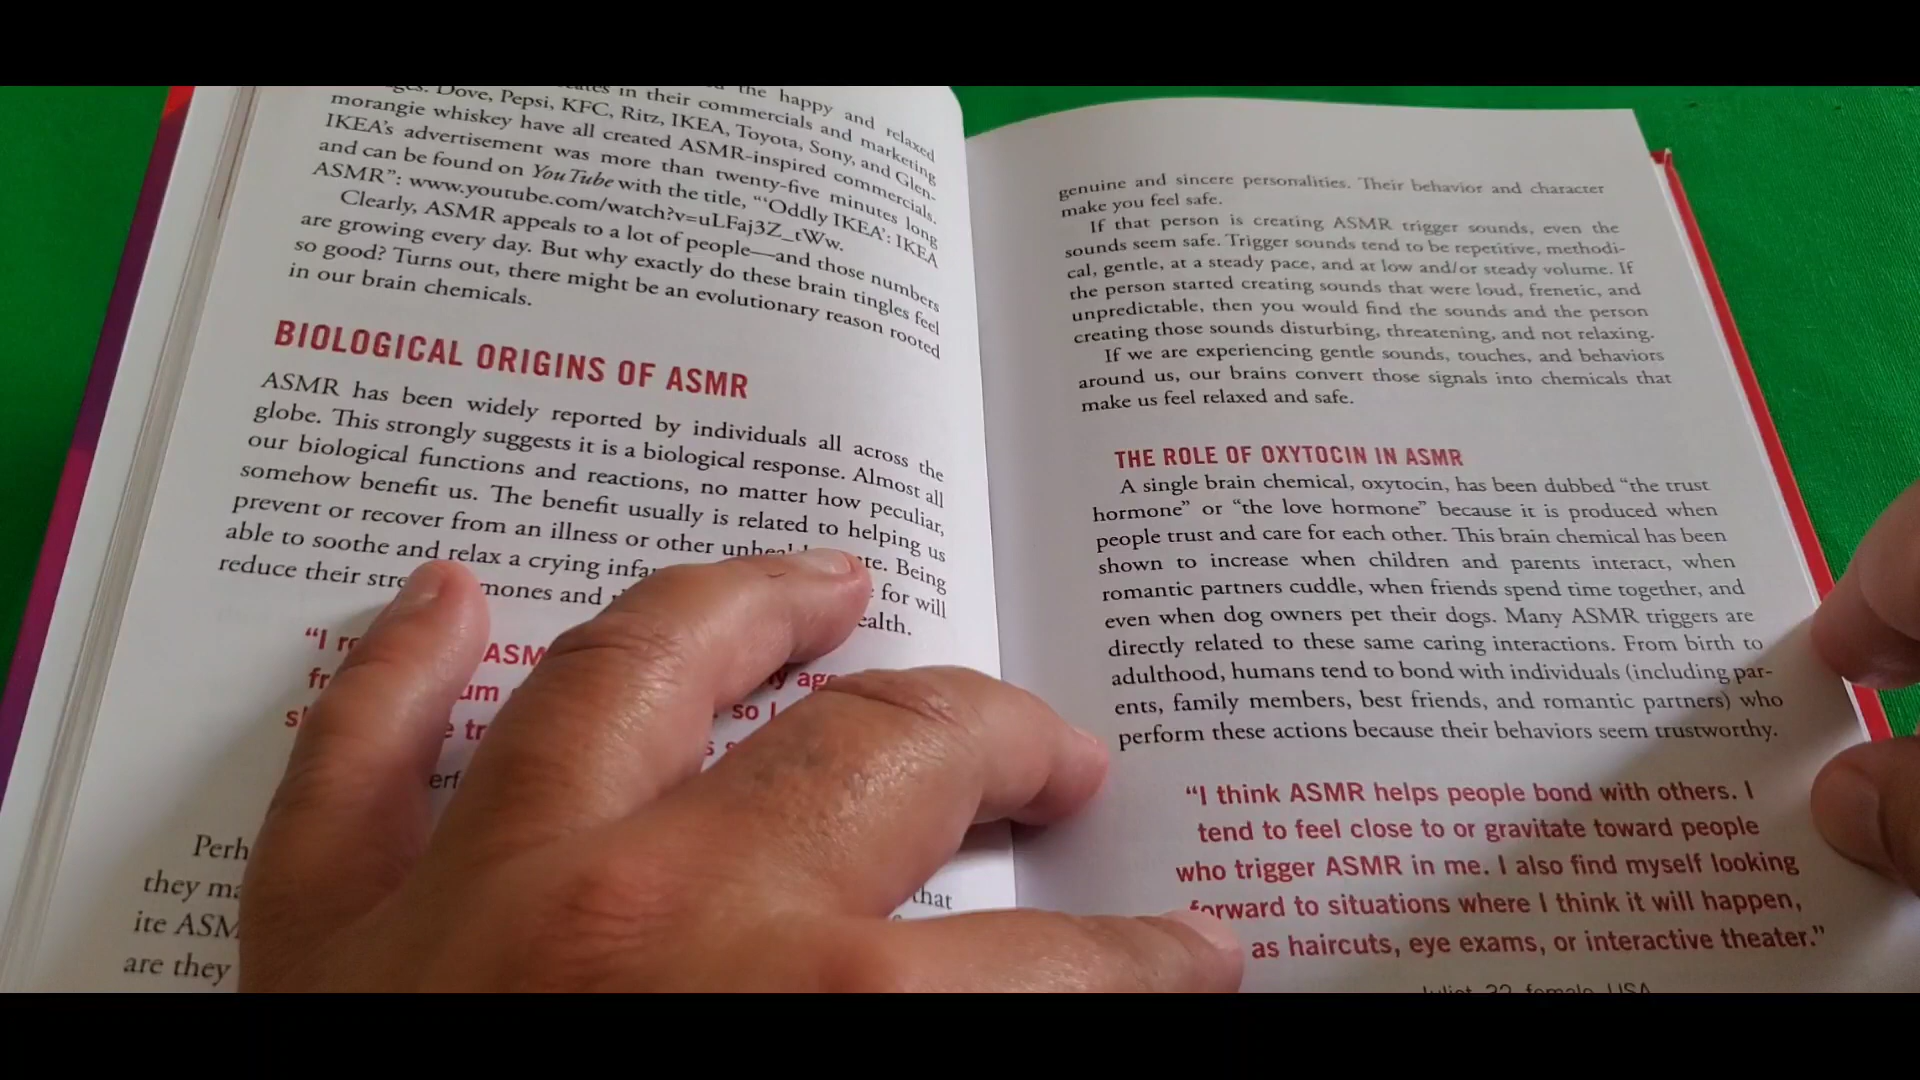 the happy and relaxed
in their commercials and marketing
Dove, Pepsi, KFC, Ritz, IKEA, Toyota, Sony, and Glen-
morangie whiskey have all created ASMR-inspired commercials.
IKEA's advertisement was more than twenty-five minutes long
and can be found on YouTube with the title, "'Oddly IKEA': IKEA
ASMR": www.youtube.com/watch?v=uLFaj3Z_tWw.
Clearly, ASMR appeals to a lot of people—and those numbers
are growing every day. But why exactly do these brain tingles feel
so good? Turns out, there might be an evolutionary reason rooted
in our brain chemicals.
BIOLOGICAL ORIGINS OF ASMR
ASMR has been widely reported by individuals all across the
globe. This strongly suggests it is a biological response. Almost all
our biological functions and reactions, no matter how peculiar,
somehow benefit us. The benefit usually is related to helping us
prevent or recover from an illness or other
able to soothe and relax a crying Being
reduce their for will
"I
so I
they
ite
are they
genuine and sincere personalities. Their behavior and character
make you feel safe.
If that person is creating ASMR trigger sounds, even the
sounds seem safe. Trigger sounds tend to be repetitive, methodi-
cal, gentle, at a steady pace, and at low and/or steady volume. If
the person started creating sounds that were loud, frenetic, and
unpredictable, then you would find the sounds and the person
creating those sounds disturbing, threatening, and not relaxing.
If we are experiencing gentle sounds, touches, and behaviors
around us, our brains convert those signals into chemicals that
make us feel relaxed and safe.
THE ROLE OF OXYTOCIN IN ASMR
A single brain chemical, oxytocin, has been dubbed "the trust
hormone" or "the love hormone" because it is produced when
people trust and care for each other. This brain chemical has been
shown to increase when children and parents interact, when
romantic partners cuddle, when friends spend time together, and
even when dog owners pet their dogs. Many ASMR triggers are
directly related to these same caring interactions. From birth to
adulthood, humans tend to bond with individuals (including par-
ents, family members, best friends, and romantic partners) who
perform these actions because their behaviors seem trustworthy.
"I think ASMR helps people bond with others. I
tend to feel close to or gravitate toward people
who trigger ASMR in me. I also find myself looking
forward to situations where I think it will happen,
as haircuts, eye exams, or interactive theater."
female, USA